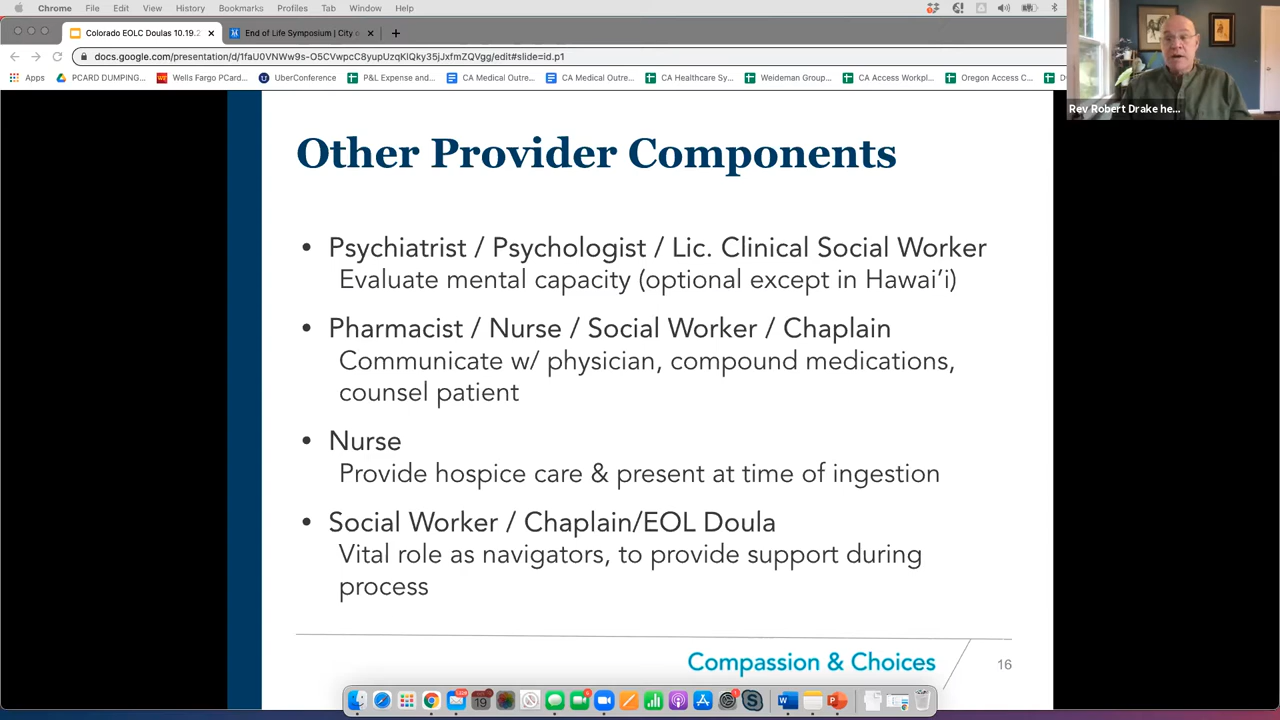 Chrome File Edit View History Bookmarks Profiles Tab Window Help
Colorado EOLC Doulas 10.19.2
End of Life Symposium | City o
docs.google.com/presentation/d/1faU0VNWw9s-O5CVwpcC8yupUzqKlQky35jJxfmZQVgg/edit#slide=id.p1
Apps PCARD DUMPING... Wells Fargo PCard... UberConference P&L Expense and... CA Medical Outre... CA Medical Outre... CA Healthcare Sy... Weideman Group... CA Access Workpl... Oregon Access C...
Rev Robert Drake he...
Other Provider Components
• Psychiatrist / Psychologist / Lic. Clinical Social Worker
Evaluate mental capacity (optional except in Hawai’i)
• Pharmacist / Nurse / Social Worker / Chaplain
Communicate w/ physician, compound medications,
counsel patient
• Nurse
Provide hospice care & present at time of ingestion
• Social Worker / Chaplain/EOL Doula
Vital role as navigators, to provide support during
process
Compassion & Choices
16
19